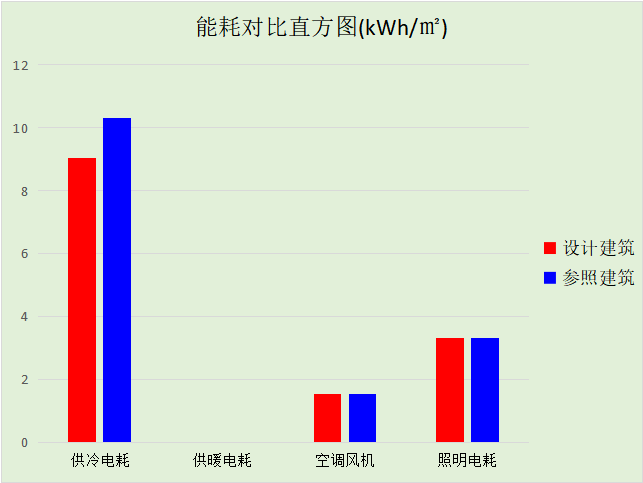 能耗对比直方图(kWh/㎡)
12
10
8
6
4
2
0
供冷电耗
供暖电耗
空调风机
照明电耗
设计建筑
参照建筑